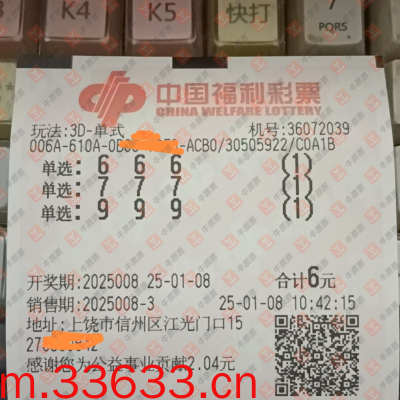 K4
K5
快打
7
PQRS
中国福利彩票
CHINA WELFARE LOTTERY
玩法:3D-单式
机号:36072039
-ACB0/30505922/C0A1B
单选: 6 6 6 (1)
单选: 7 7 7 (1)
单选: 9 9 9 (1)
开奖期:2025008 25-01-08 合计6元
销售期:2025008-3 25-01-08 10:42:15
地址:上饶市信州区江光门口15
感谢您为公益事业贡献2.04元
m.33633.cn